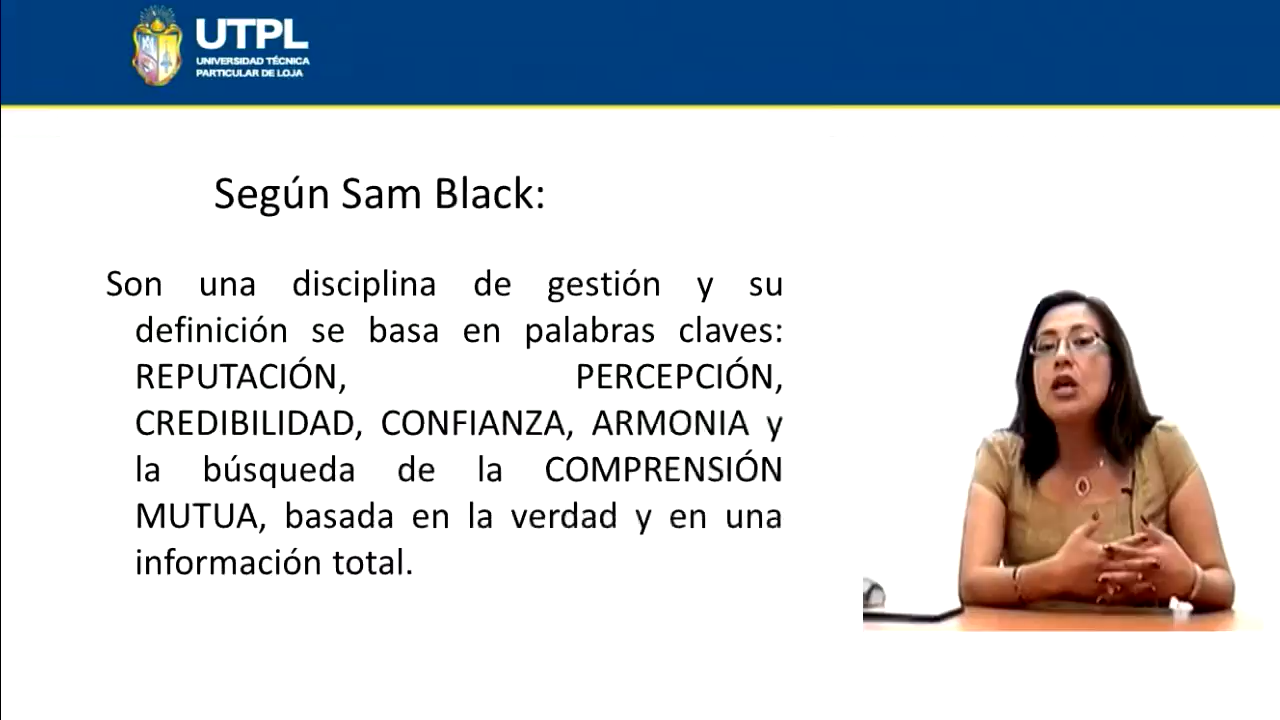 UTPL
UNIVERSIDAD TÉCNICA
PARTICULAR DE LOJA
Según Sam Black:
Son una disciplina de gestión y su
definición se basa en palabras claves:
REPUTACIÓN, PERCEPCIÓN,
CREDIBILIDAD, CONFIANZA, ARMONIA y
la búsqueda de la COMPRENSIÓN
MUTUA, basada en la verdad y en una
información total.